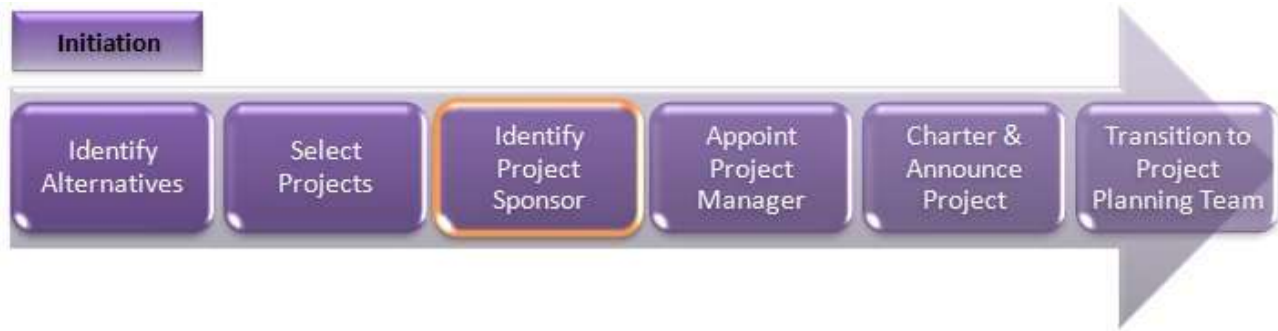 Initiation
Identify
Alternatives
Select
Projects
Identify
Project
Sponsor
Appoint
Project
Manager
Charter &
Announce
Project
Transition to
Project
Planning Team